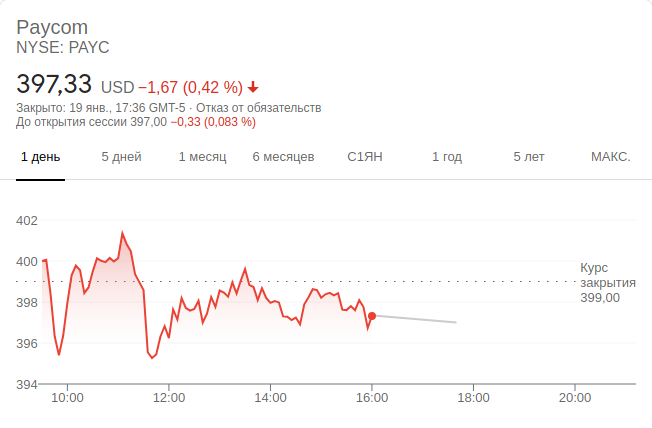 Paycom
NYSE: PAYC
397,33 USD −1,67 (0,42 %)
Закрыто: 19 янв., 17:36 GMT-5 · Отказ от обязательств
До открытия сессии 397,00 −0,33 (0,083 %)
1 день 5 дней 1 месяц 6 месяцев С1ЯН 1 год 5 лет МАКС.
402
400
398
396
394
Курс
закрытия
399,00
10:00 12:00 14:00 16:00 18:00 20:00